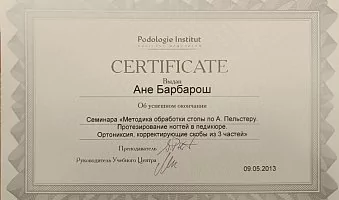 Podologie Institut
CERTIFICATE
Выдан
Ане Барбарош
Об успешном окончании
Семинара «Методика обработки стопы по А. Пельстеру.
Протезирование ногтей в педикюре.
Ортониксия, корректирующие скобы из 3 частей»
Преподаватель
Руководитель Учебного Центра
09.05.2013